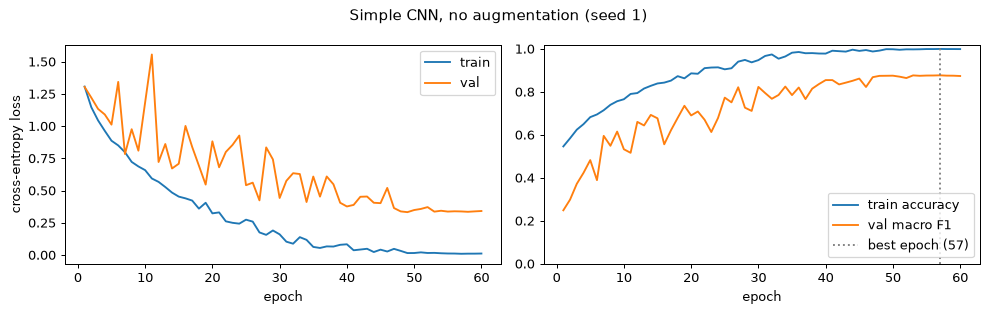 Simple CNN, no augmentation (seed 1)
cross-entropy loss
1.50
1.25
1.00
0.75
0.50
0.25
0.00
train
val
0 10 20 30 40 50 60
epoch
1.0
0.8
0.6
0.4
0.2
0.0
train accuracy
val macro F1
best epoch (57)
0 10 20 30 40 50 60
epoch